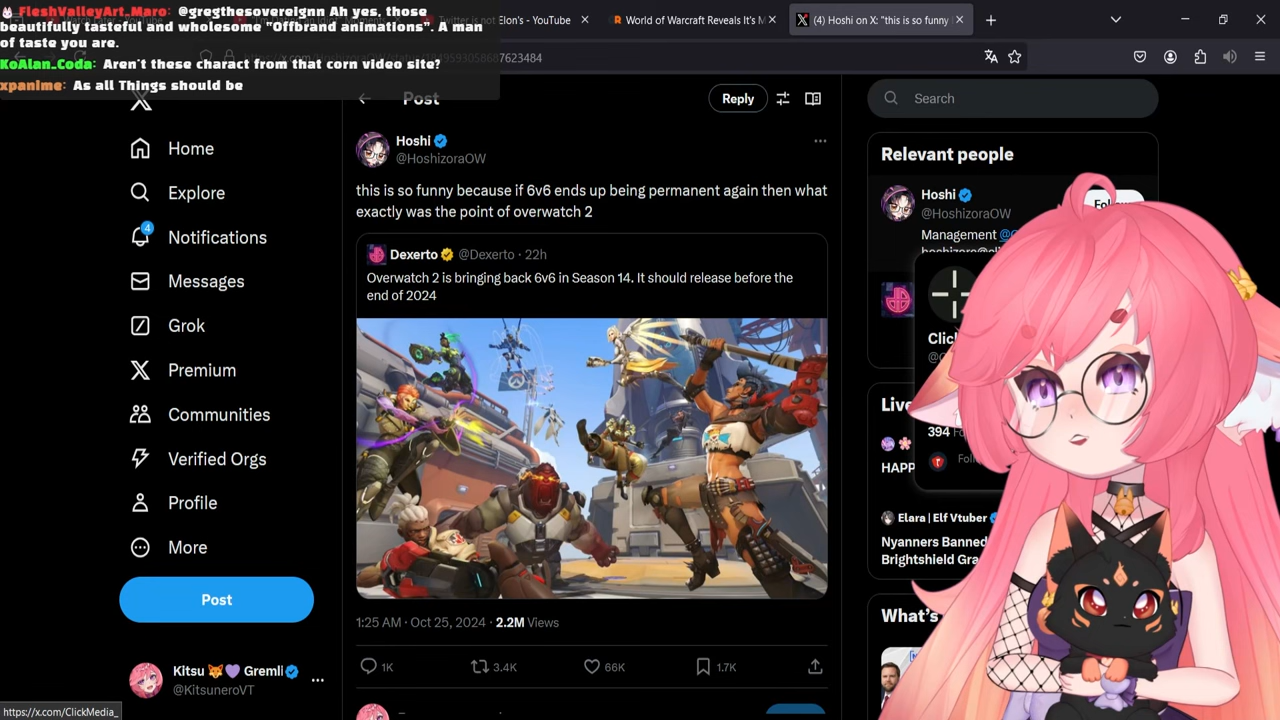 FleshValleyArt_Maro: @gregthesovereignn Ah yes, those
beautifully tasteful and wholesome "Offbrand animations". A man
of taste you are.
KoAlan_Coda: Aren't these charact from that corn video site?
xpanime: As all Things should be
Twitter is not Elon's - YouTube
World of Warcraft Reveals It's M
(4) Hoshi on X: "this is so funny
87623484
Post
Reply
Search
Home
Explore
4
Notifications
Messages
Grok
Premium
Communities
Verified Orgs
Profile
More
Post
Kitsu Gremli
@KitsuneroVT
https://x.com/ClickMedia_
Hoshi
@HoshizoraOW
this is so funny because if 6v6 ends up being permanent again then what
exactly was the point of overwatch 2
Dexerto @Dexerto · 22h
Overwatch 2 is bringing back 6v6 in Season 14. It should release before the
end of 2024
1:25 AM · Oct 25, 2024 · 2.2M Views
1K
3.4K
66K
1.7K
Relevant people
Hoshi
@HoshizoraOW
Management
Click
394
Live
HAPP
Elara | Elf Vtuber
Nyanners Banned
Brightshield Gra
What's